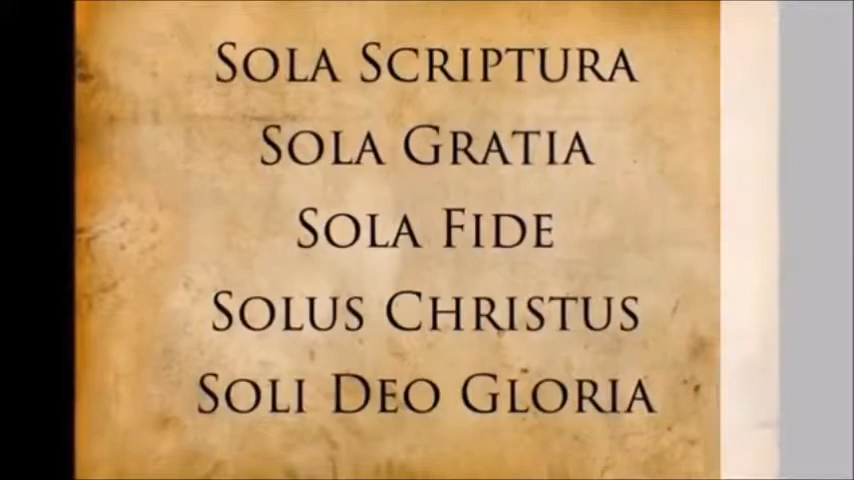 SOLA SCRIPTURA
SOLA GRATIA
SOLA FIDE
SOLUS CHRISTUS
SOLI DEO GLORIA